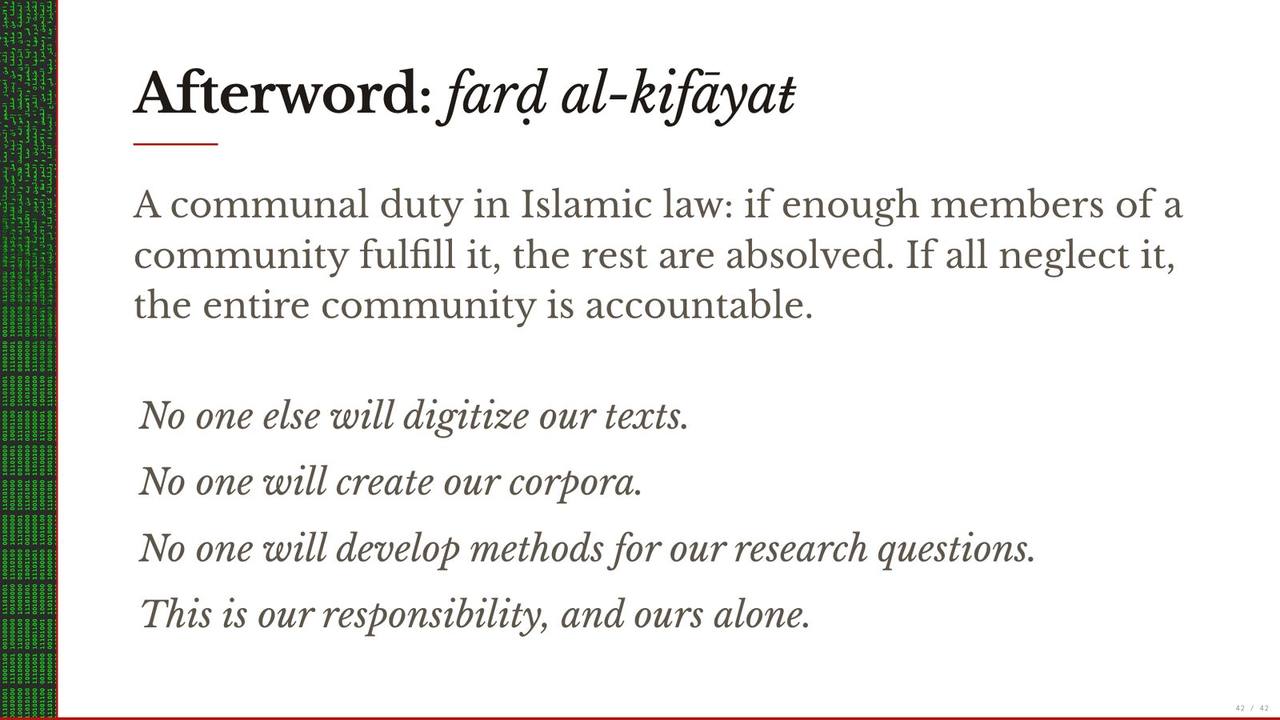 Afterword: farḍ al-kifāyaŧ
A communal duty in Islamic law: if enough members of a
community fulfill it, the rest are absolved. If all neglect it,
the entire community is accountable.
No one else will digitize our texts.
No one will create our corpora.
No one will develop methods for our research questions.
This is our responsibility, and ours alone.
42 / 42